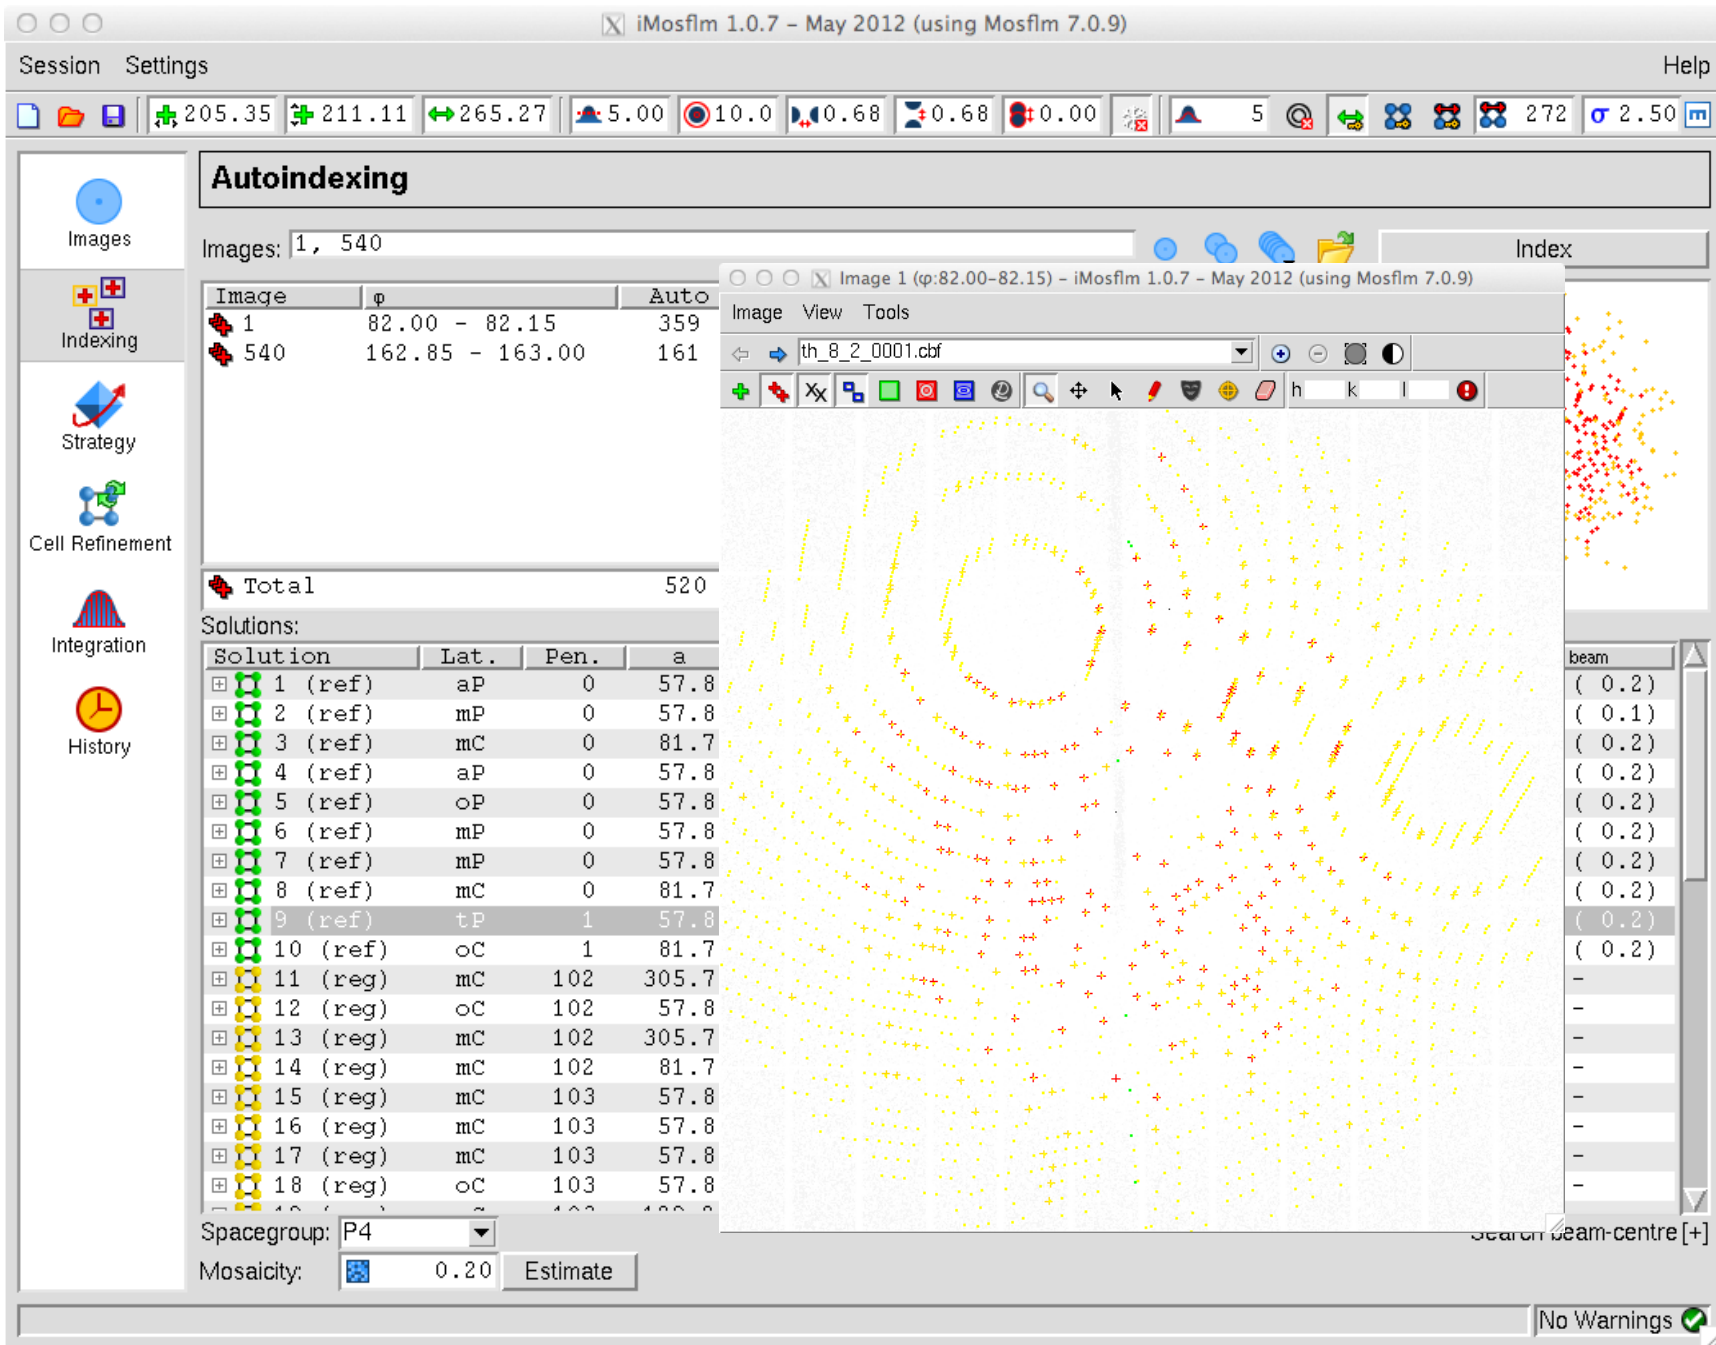 iMosflm 1.0.7 – May 2012 (using Mosflm 7.0.9)
Session Settings Help
205.35 211.11 265.27 5.00 10.0 0.68 0.68 0.00 5 272 σ 2.50 m
Autoindexing
Images
Indexing
Strategy
Cell Refinement
Integration
History
Images: 1, 540 Index
Image φ Auto
1 82.00 - 82.15 359
540 162.85 - 163.00 161
Total 520
Image 1 (φ:82.00–82.15) – iMosflm 1.0.7 – May 2012 (using Mosflm 7.0.9)
Image View Tools
th_8_2_0001.cbf
h k l
Solutions:
Solution Lat. Pen. a beam
1 (ref) aP 0 57.8 ( 0.2)
2 (ref) mP 0 57.8 ( 0.1)
3 (ref) mC 0 81.7 ( 0.2)
4 (ref) aP 0 57.8 ( 0.2)
5 (ref) oP 0 57.8 ( 0.2)
6 (ref) mP 0 57.8 ( 0.2)
7 (ref) mP 0 57.8 ( 0.2)
8 (ref) mC 0 81.7 ( 0.2)
9 (ref) tP 1 57.8 ( 0.2)
10 (ref) oC 1 81.7 ( 0.2)
11 (reg) mC 102 305.7 -
12 (reg) oC 102 57.8 -
13 (reg) mC 102 305.7 -
14 (reg) mC 102 81.7 -
15 (reg) mC 103 57.8 -
16 (reg) mC 103 57.8 -
17 (reg) mC 103 57.8 -
18 (reg) oC 103 57.8 -
Spacegroup: P4
Search beam-centre [+]
Mosaicity: 0.20 Estimate
No Warnings